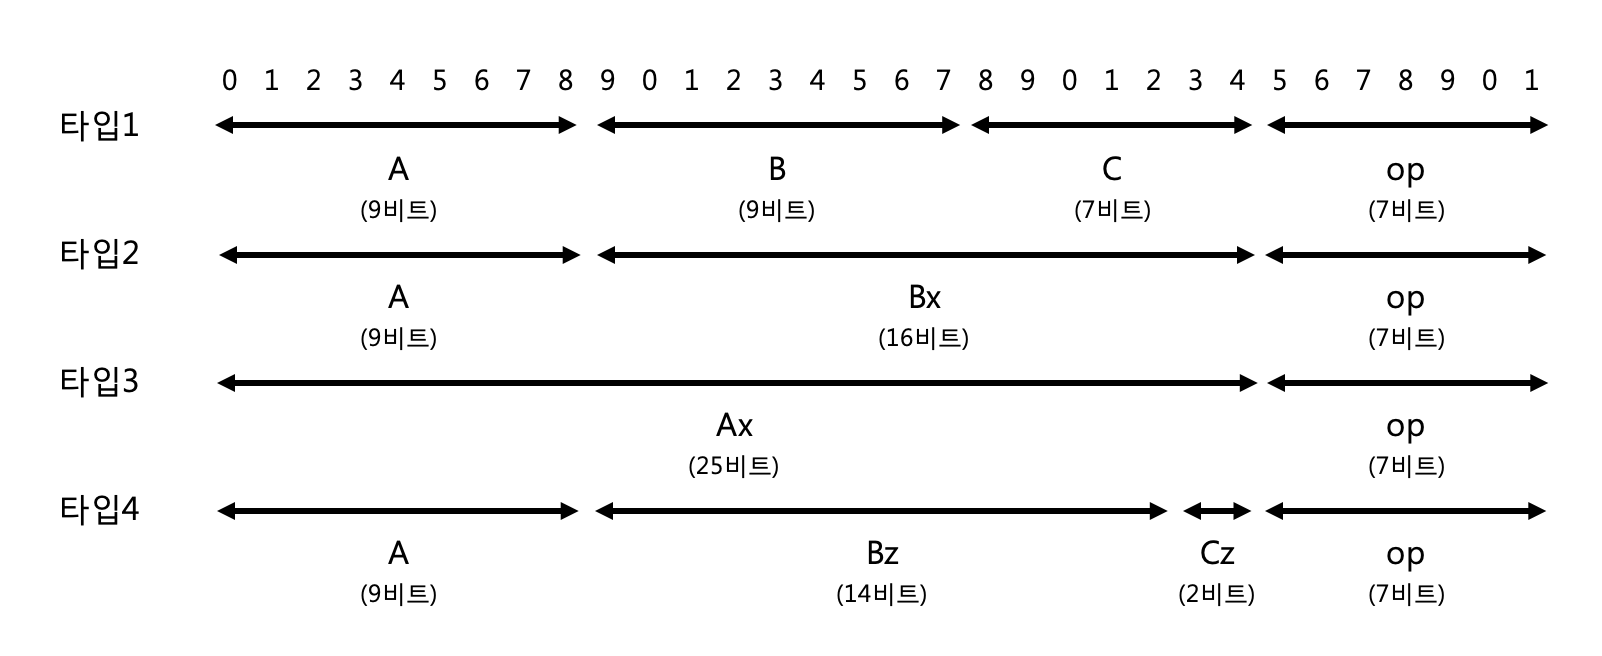 0 1 2 3 4 5 6 7 8 9 0 1 2 3 4 5 6 7 8 9 0 1 2 3 4 5 6 7 8 9 0 1
타입1
A B C op
(9비트) (9비트) (7비트) (7비트)
타입2
A Bx op
(9비트) (16비트) (7비트)
타입3
Ax op
(25비트) (7비트)
타입4
A Bz Cz op
(9비트) (14비트) (2비트) (7비트)